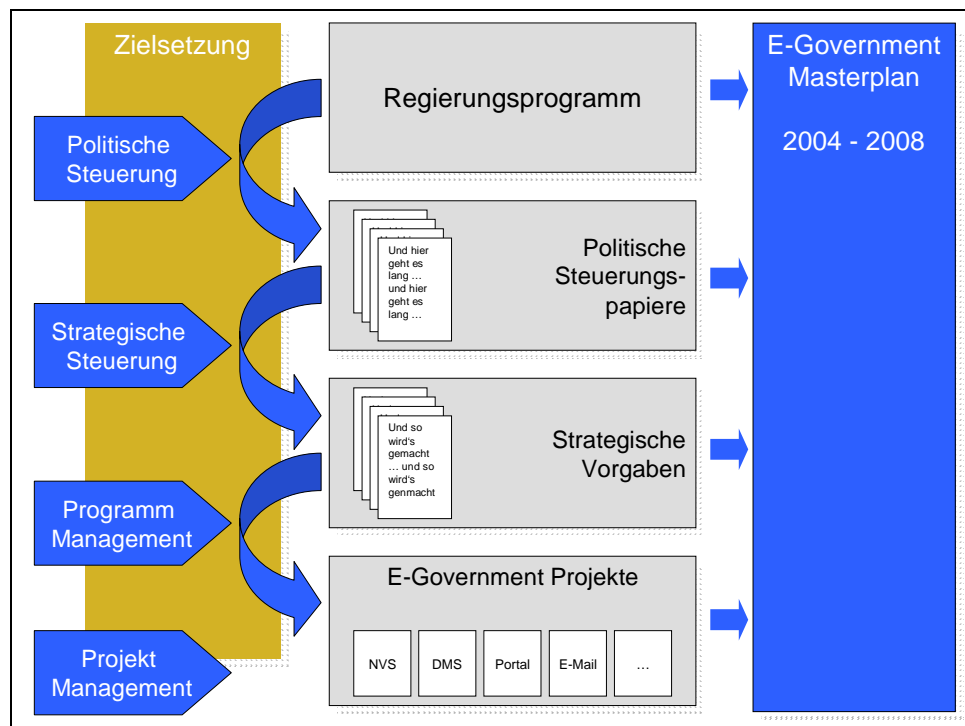 Zielsetzung
Politische
Steuerung
Strategische
Steuerung
Programm
Management
Projekt
Management
Regierungsprogramm
Und hier
geht es
lang …
und hier
geht es
lang …
Politische
Steuerungs-
papiere
Und so
wird's
gemacht
… und so
wird's
genmacht
Strategische
Vorgaben
E-Government Projekte
NVS
DMS
Portal
E-Mail
…
E-Government
Masterplan
2004 - 2008